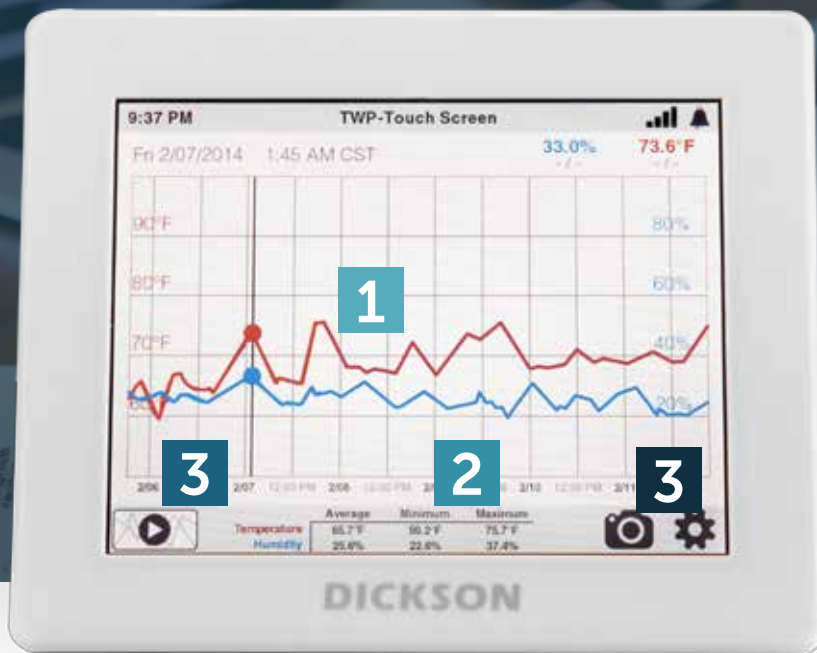 9:37 PM TWP-Touch Screen
Fri 2/07/2014 1:45 AM CST 33.0% 73.6°F
-/- -/-
90°F 80%
80°F 60%
1
70°F 40%
20%
3 2 3
2/06 2/07 12:00 PM 2/08 12:00 PM 2/10 12:00 PM 2/11
Average Minimum Maximum
Temperature 65.7°F 75.7°F
Humidity 25.6% 22.6% 37.4%
DICKSON